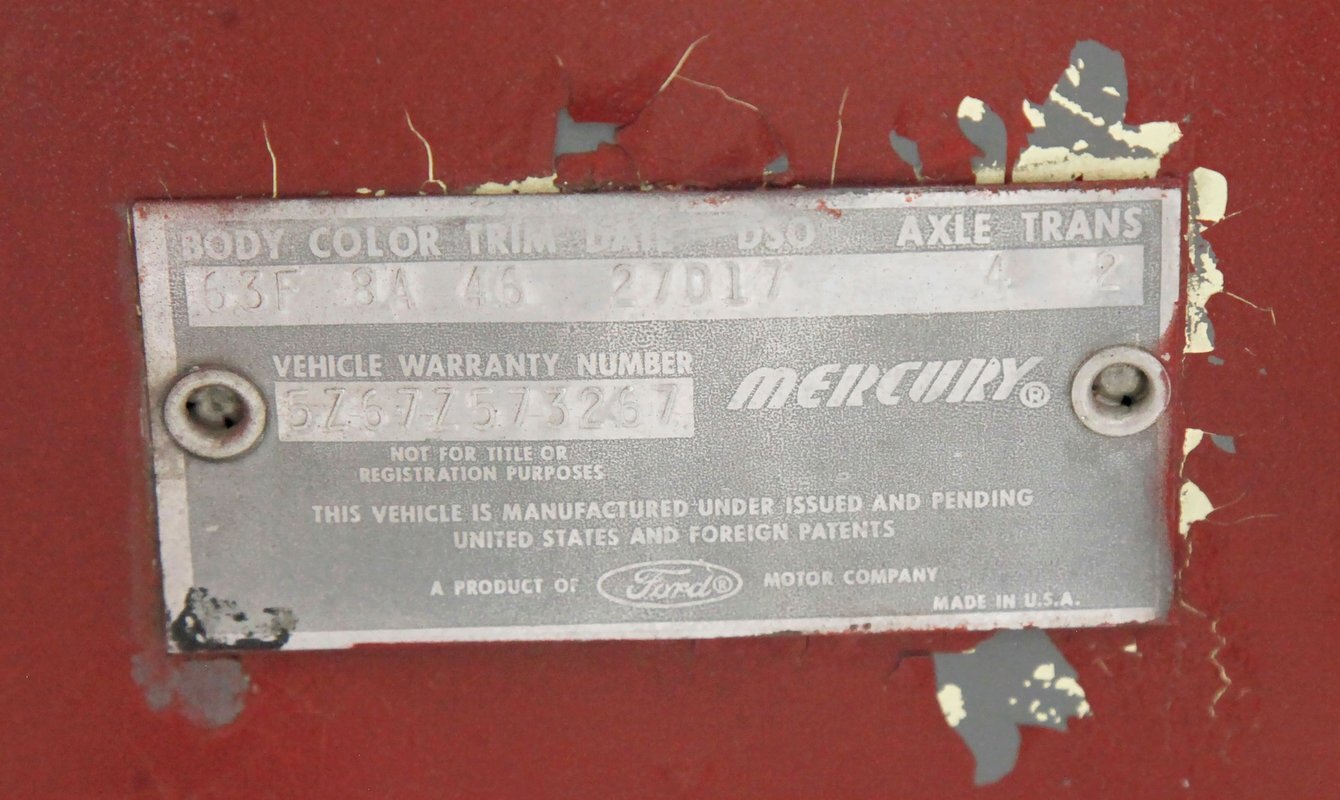 BODY COLOR TRIM DATE DSO AXLE TRANS
63F 8A 46 27D17 4 2
VEHICLE WARRANTY NUMBER
5Z67Z573267
MERCURY®
NOT FOR TITLE OR
REGISTRATION PURPOSES
THIS VEHICLE IS MANUFACTURED UNDER ISSUED AND PENDING
UNITED STATES AND FOREIGN PATENTS
A PRODUCT OF Ford® MOTOR COMPANY
MADE IN U.S.A.